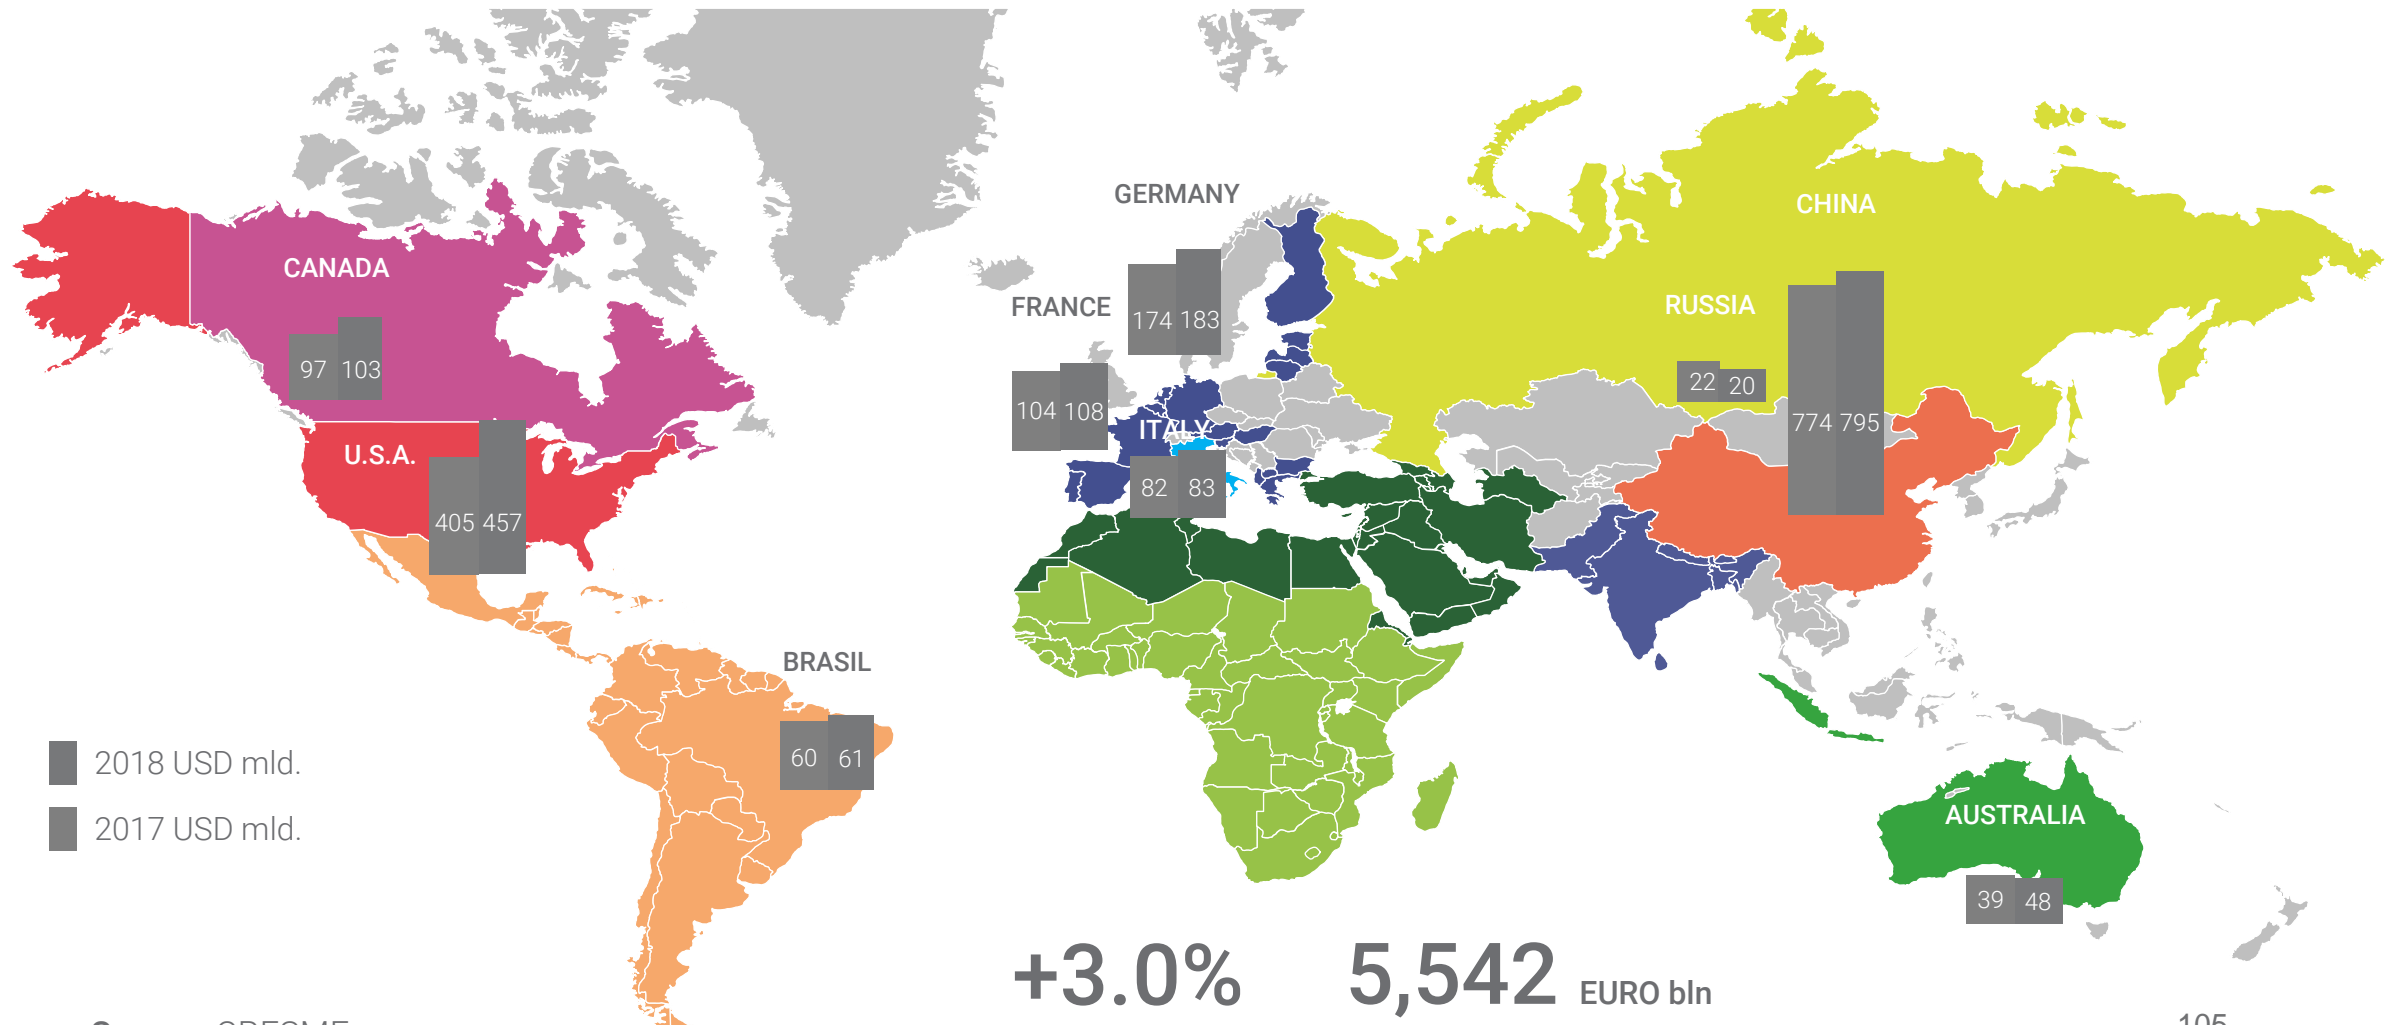 GERMANY
CHINA
CANADA
FRANCE
RUSSIA
174 183
97 103
22 20
104 108
774 795
ITALY
U.S.A.
82 83
405 457
BRASIL
60 61
2018 USD mld.
2017 USD mld.
AUSTRALIA
39 48
+3.0% 5,542 EURO bln